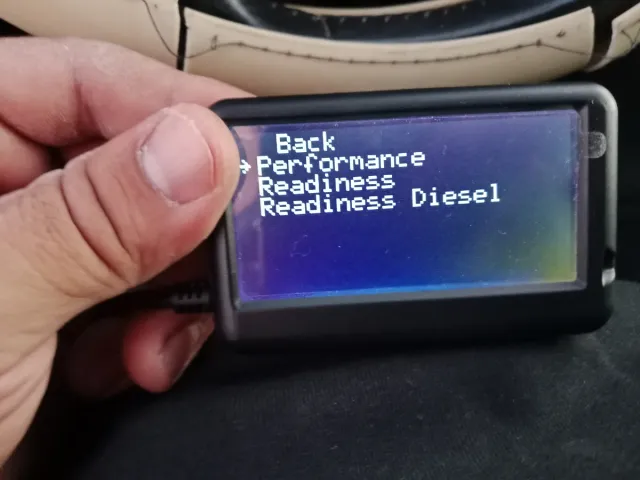 Back
→Performance
Readiness
Readiness Diesel